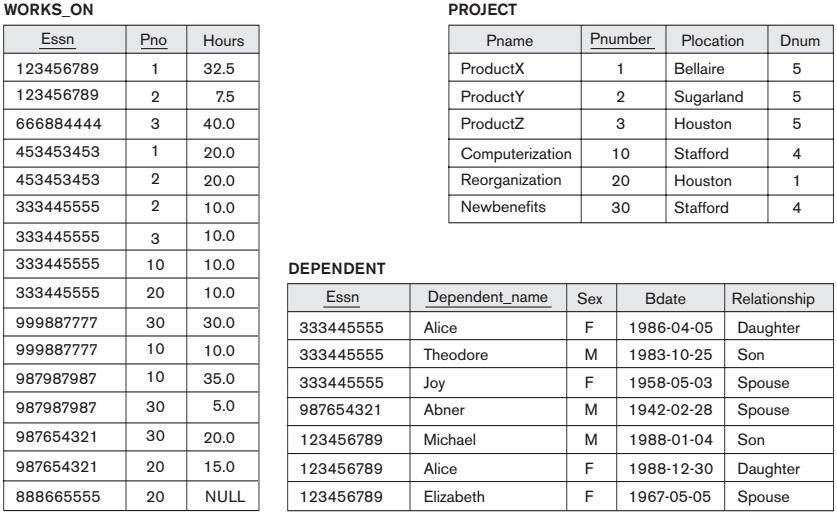 WORKS_ON
Essn Pno Hours
123456789 1 32.5
123456789 2 7.5
666884444 3 40.0
453453453 1 20.0
453453453 2 20.0
333445555 2 10.0
333445555 3 10.0
333445555 10 10.0
333445555 20 10.0
999887777 30 30.0
999887777 10 10.0
987987987 10 35.0
987987987 30 5.0
987654321 30 20.0
987654321 20 15.0
888665555 20 NULL
PROJECT
Pname Pnumber Plocation Dnum
ProductX 1 Bellaire 5
ProductY 2 Sugarland 5
ProductZ 3 Houston 5
Computerization 10 Stafford 4
Reorganization 20 Houston 1
Newbenefits 30 Stafford 4
DEPENDENT
Essn Dependent_name Sex Bdate Relationship
333445555 Alice F 1986-04-05 Daughter
333445555 Theodore M 1983-10-25 Son
333445555 Joy F 1958-05-03 Spouse
987654321 Abner M 1942-02-28 Spouse
123456789 Michael M 1988-01-04 Son
123456789 Alice F 1988-12-30 Daughter
123456789 Elizabeth F 1967-05-05 Spouse